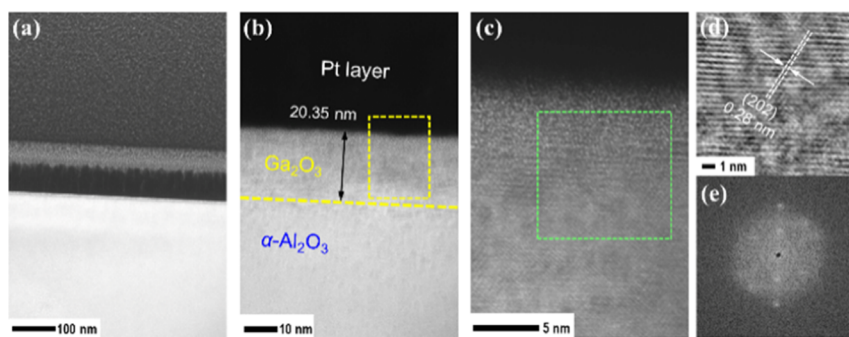 (a)
100 nm
(b)
Pt layer
20.35 nm
Ga₂O₃
α-Al₂O₃
10 nm
(c)
5 nm
(d)
(202)
0.28 nm
1 nm
(e)